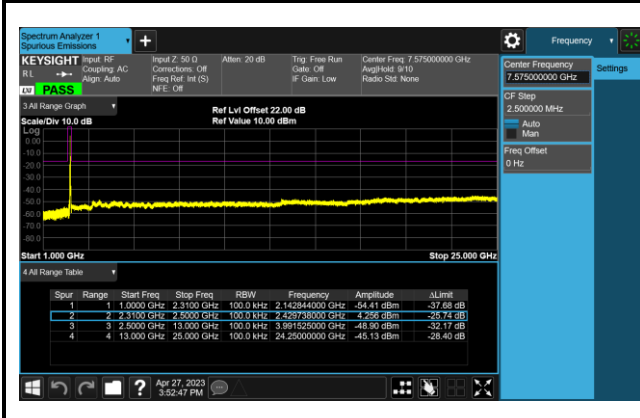 Spectrum Analyzer 1
Spurious Emissions
Frequency
KEYSIGHT Input: RF Input Z: 50 Ω Atten: 20 dB Trig: Free Run Center Freq: 7.575000000 GHz
RL Coupling: AC Corrections: Off Gate: Off Avg|Hold: 9/10
Align: Auto Freq Ref: Int (S) IF Gain: Low Radio Std: None
PASS NFE: Off
Center Frequency
7.575000000 GHz
Settings
CF Step
2.500000 MHz
Auto
Man
Freq Offset
0 Hz
3 All Range Graph
Ref Lvl Offset 22.00 dB
Scale/Div 10.0 dB Ref Value 10.00 dBm
Log
0.00
-10.0
-20.0
-30.0
-40.0
-50.0
-60.0
-70.0
-80.0
Start 1.000 GHz Stop 25.000 GHz
4 All Range Table
Spur Range Start Freq Stop Freq RBW Frequency Amplitude ΔLimit
1 1 1.0000 GHz 2.3100 GHz 100.0 kHz 2.142844000 GHz -54.41 dBm -37.68 dB
2 2 2.3100 GHz 2.5000 GHz 100.0 kHz 2.429738000 GHz 4.256 dBm -25.74 dB
3 3 2.5000 GHz 13.000 GHz 100.0 kHz 3.991525000 GHz -48.90 dBm -32.17 dB
4 4 13.000 GHz 25.000 GHz 100.0 kHz 24.25000000 GHz -45.13 dBm -28.40 dB
? Apr 27, 2023
3:52:47 PM